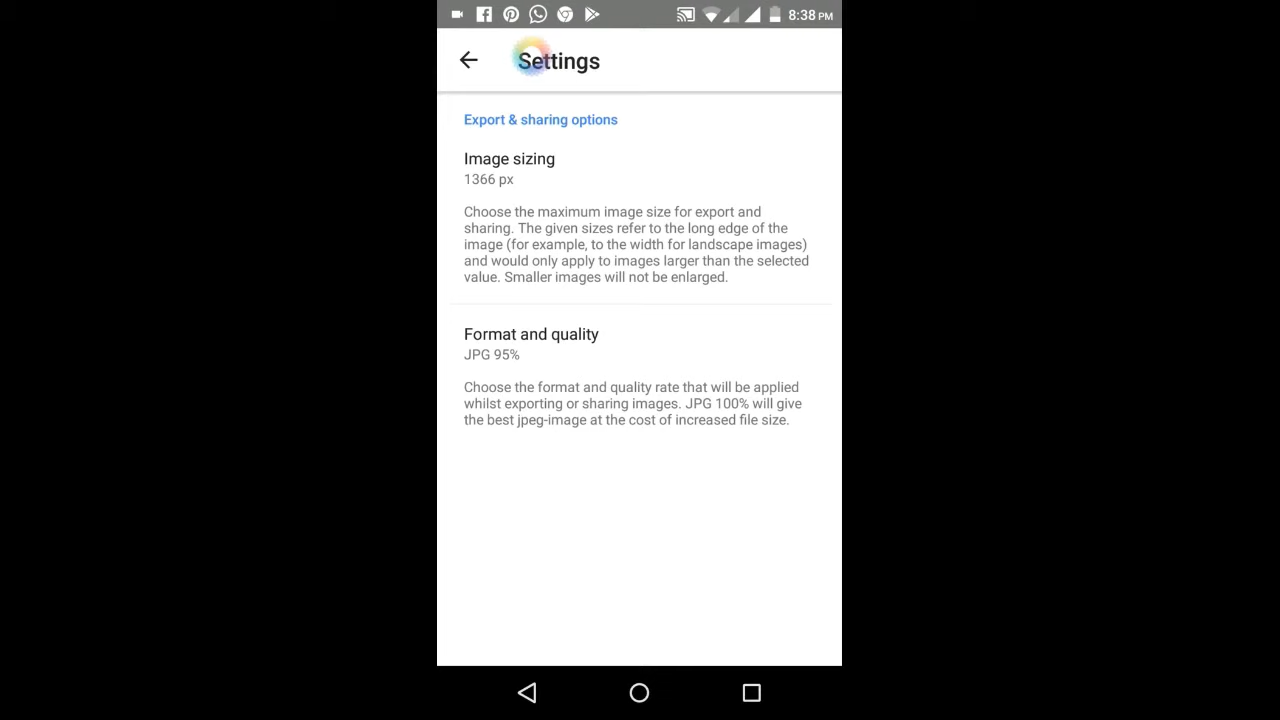 8:38 PM
Settings
Export & sharing options
Image sizing
1366 px
Choose the maximum image size for export and
sharing. The given sizes refer to the long edge of the
image (for example, to the width for landscape images)
and would only apply to images larger than the selected
value. Smaller images will not be enlarged.
Format and quality
JPG 95%
Choose the format and quality rate that will be applied
whilst exporting or sharing images. JPG 100% will give
the best jpeg-image at the cost of increased file size.